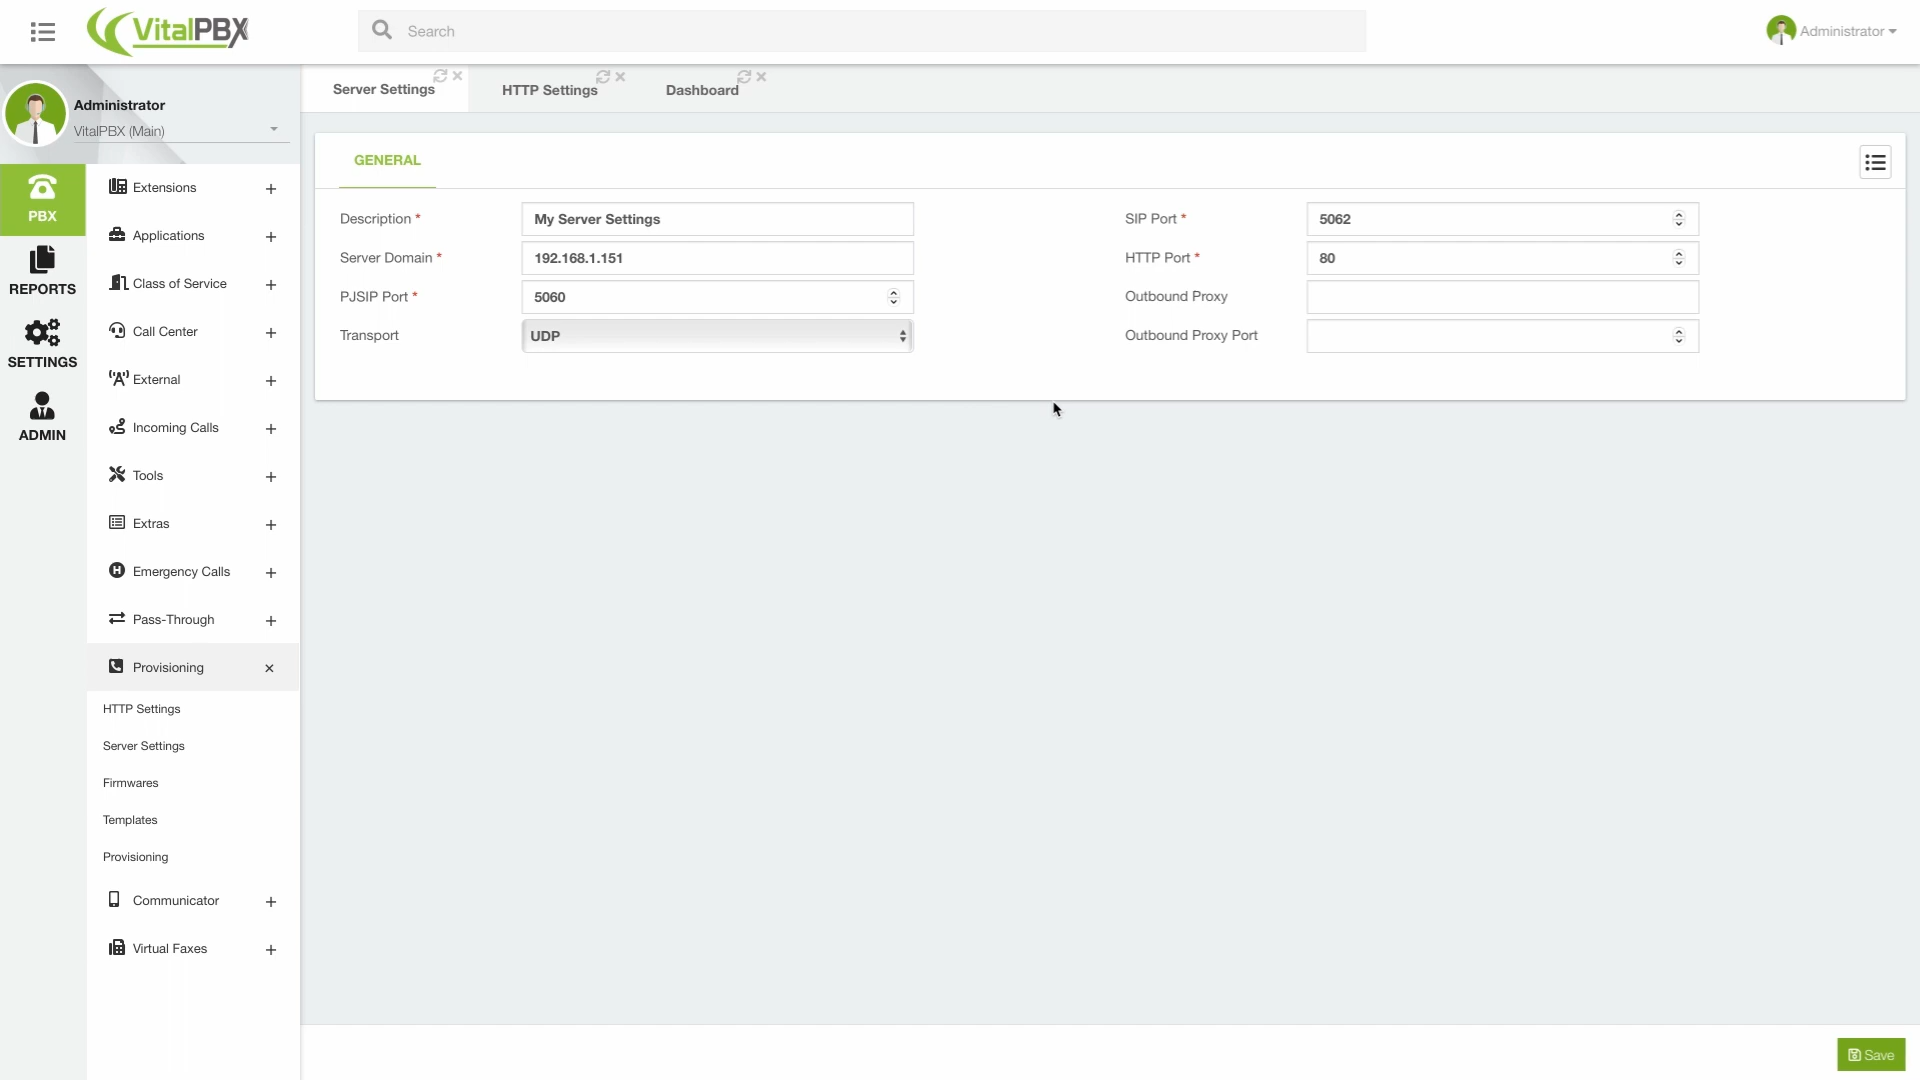 VitalPBX
Search
Administrator
Administrator
VitalPBX (Main)
Server Settings
HTTP Settings
Dashboard
PBX
REPORTS
SETTINGS
ADMIN
Extensions
Applications
Class of Service
Call Center
External
Incoming Calls
Tools
Extras
Emergency Calls
Pass-Through
Provisioning
HTTP Settings
Server Settings
Firmwares
Templates
Provisioning
Communicator
Virtual Faxes
GENERAL
Description * My Server Settings
SIP Port * 5062
Server Domain * 192.168.1.151
HTTP Port * 80
PJSIP Port * 5060
Outbound Proxy
Transport UDP
Outbound Proxy Port
Save